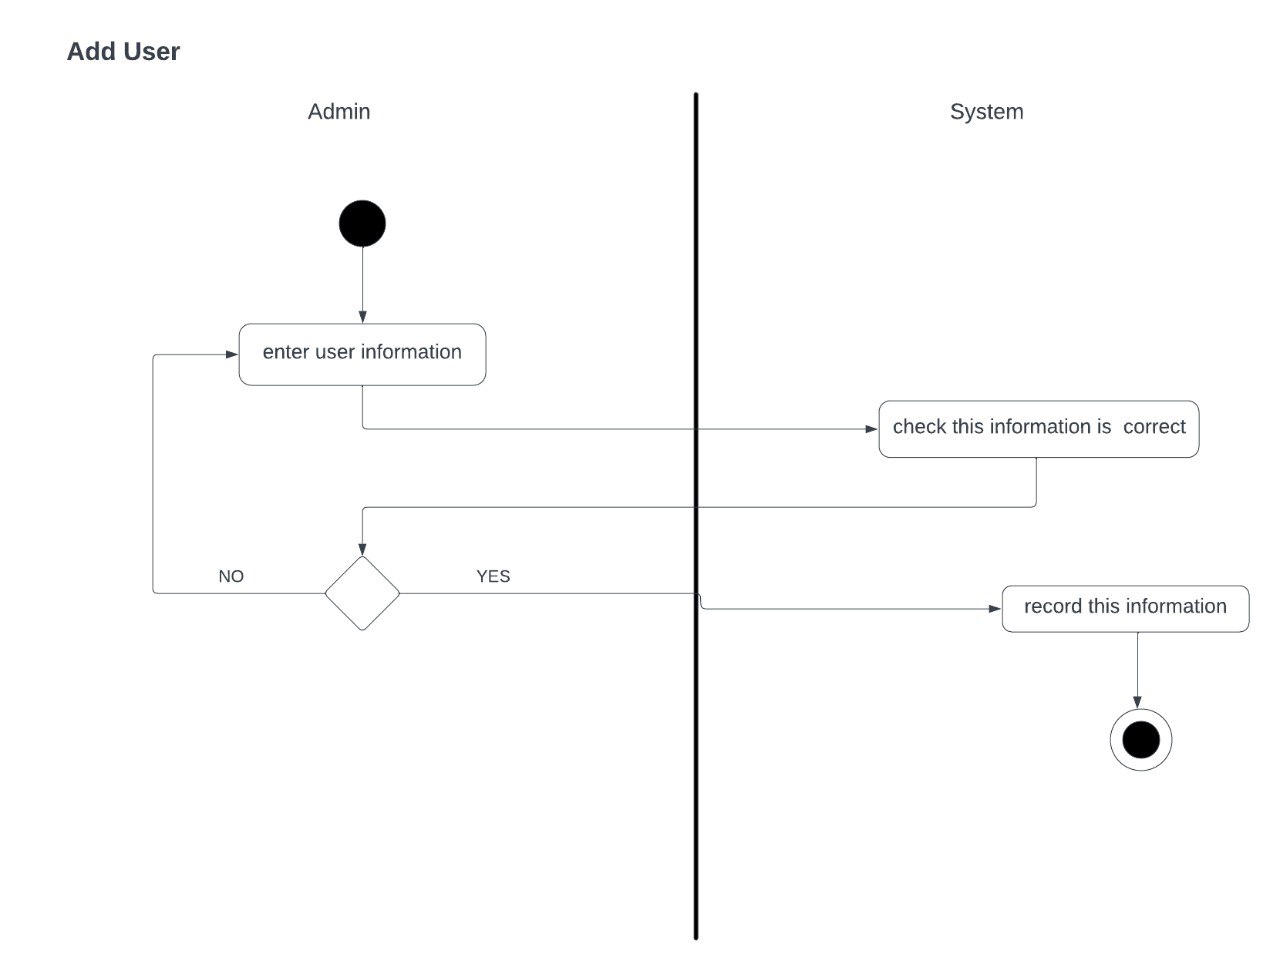 Add User
Admin
System
enter user information
check this information is  correct
NO
YES
record this information